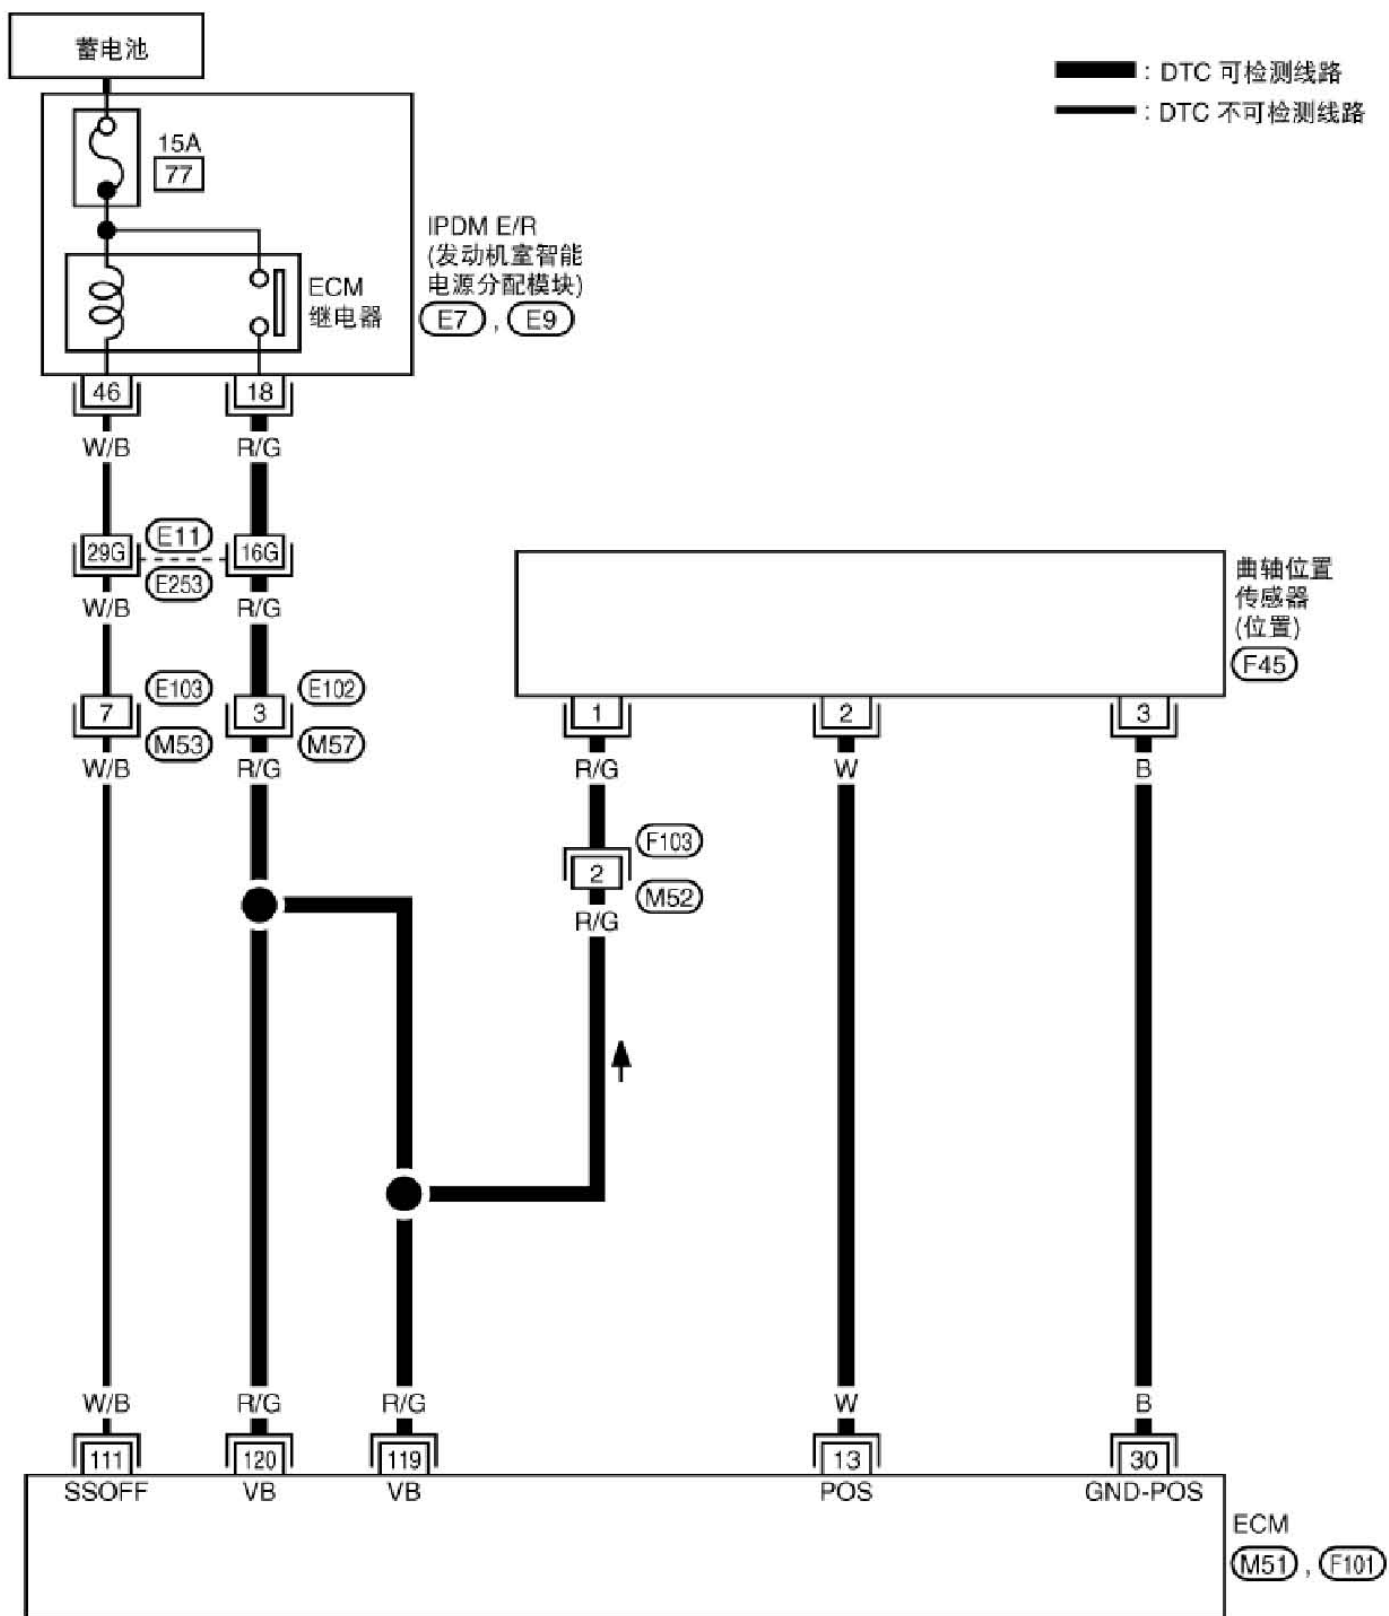 蓄电池
: DTC 可检测线路
: DTC 不可检测线路
15A
77
IPDM E/R
(发动机室智能
电源分配模块)
E7 , E9
ECM
继电器
46
18
W/B
R/G
29G
E11
16G
E253
W/B
R/G
曲轴位置
传感器
(位置)
F45
7
E103
3
E102
M53
M57
W/B
R/G
1
2
3
R/G
W
B
F103
2
M52
R/G
W/B
R/G
R/G
W
B
111
120
119
13
30
SSOFF
VB
VB
POS
GND-POS
ECM
M51 , F101